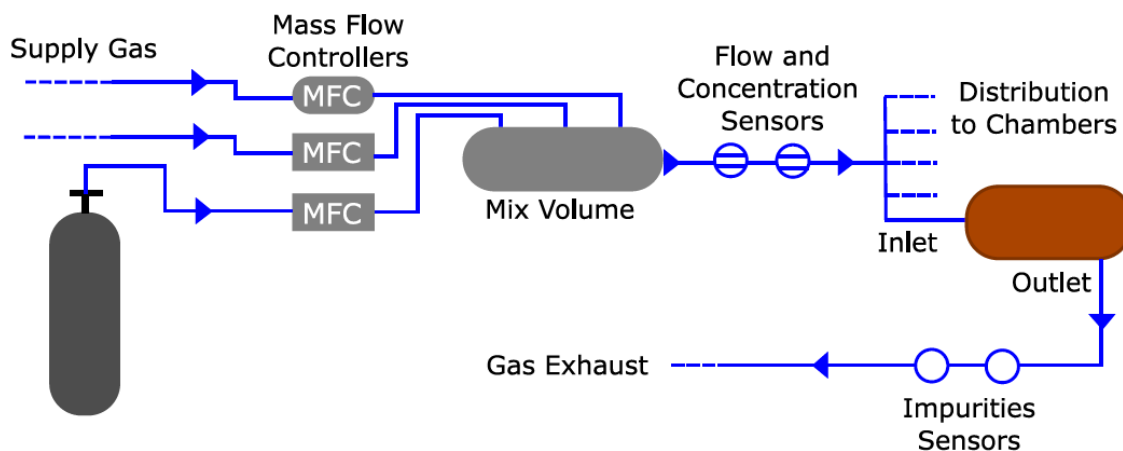 Supply Gas
Mass Flow
Controllers
MFC
MFC
MFC
Mix Volume
Flow and
Concentration
Sensors
Distribution
to Chambers
Inlet
Outlet
Gas Exhaust
Impurities
Sensors